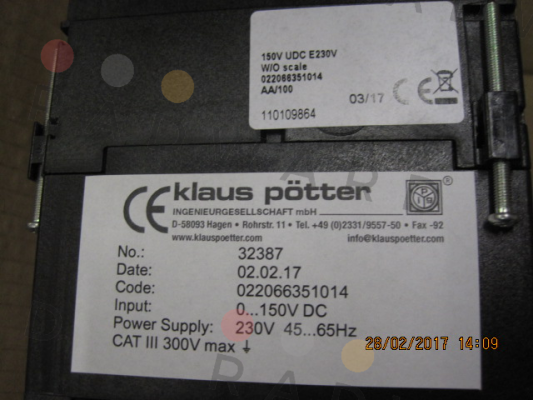 150V UDC E230V
W/O scale
022066351014
AA/100
03/17 CE
110109864
CE klaus pötter
INGENIEURGESELLSCHAFT mbH
D-58093 Hagen • Rohrstr. 11 • Tel. +49 (0)2331/9557-50 • Fax -92
www.klauspoetter.com info@klauspoetter.com
No.: 32387
Date: 02.02.17
Code: 022066351014
Input: 0...150V DC
Power Supply: 230V 45...65Hz
CAT III 300V max
28/02/2017 14:09